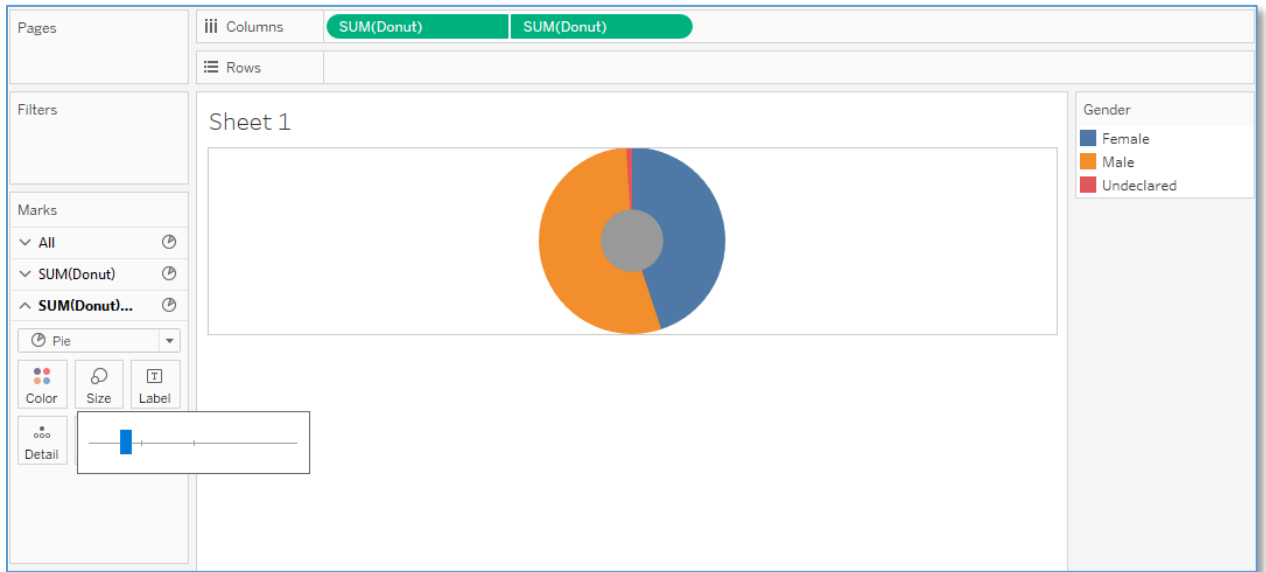 Pages
Columns
SUM(Donut)
SUM(Donut)
Rows
Filters
Sheet 1
Gender
Female
Male
Undeclared
Marks
All
SUM(Donut)
SUM(Donut)...
Pie
Color
Size
T
Label
Detail